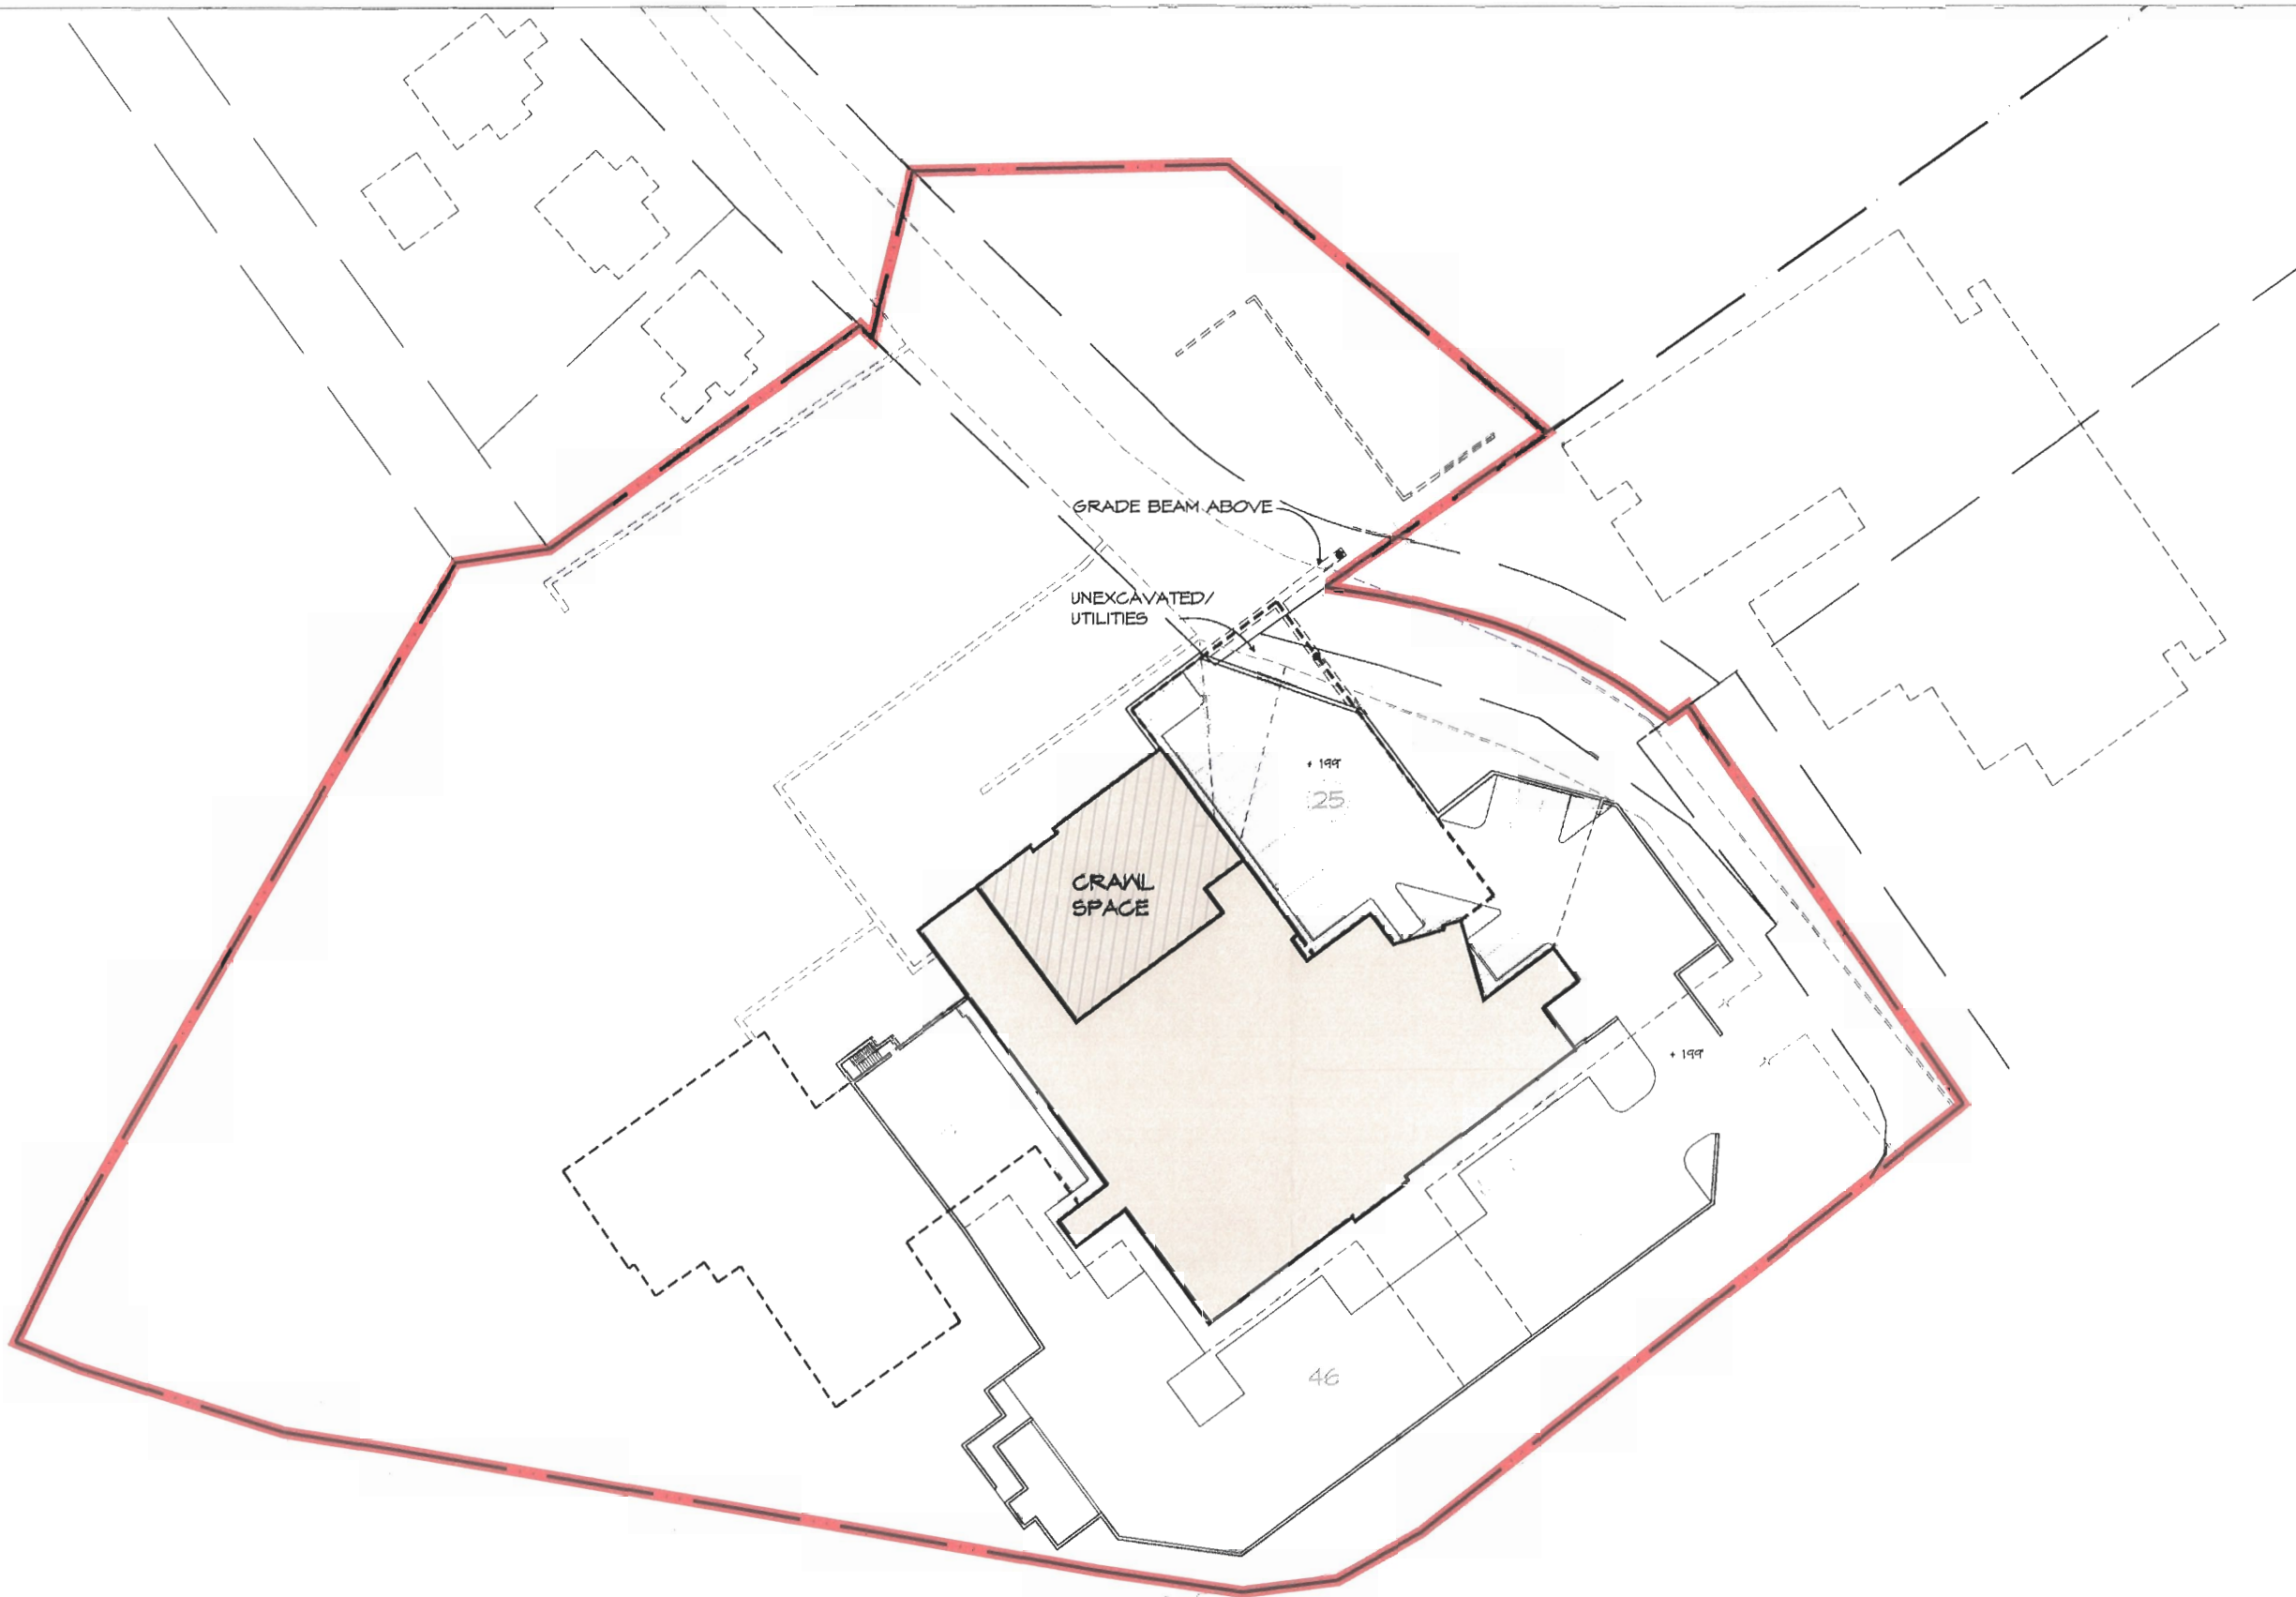 GRADE BEAM ABOVE
UNEXCAVATED/
UTILITIES
+ 199
25
CRAWL
SPACE
+ 199
46